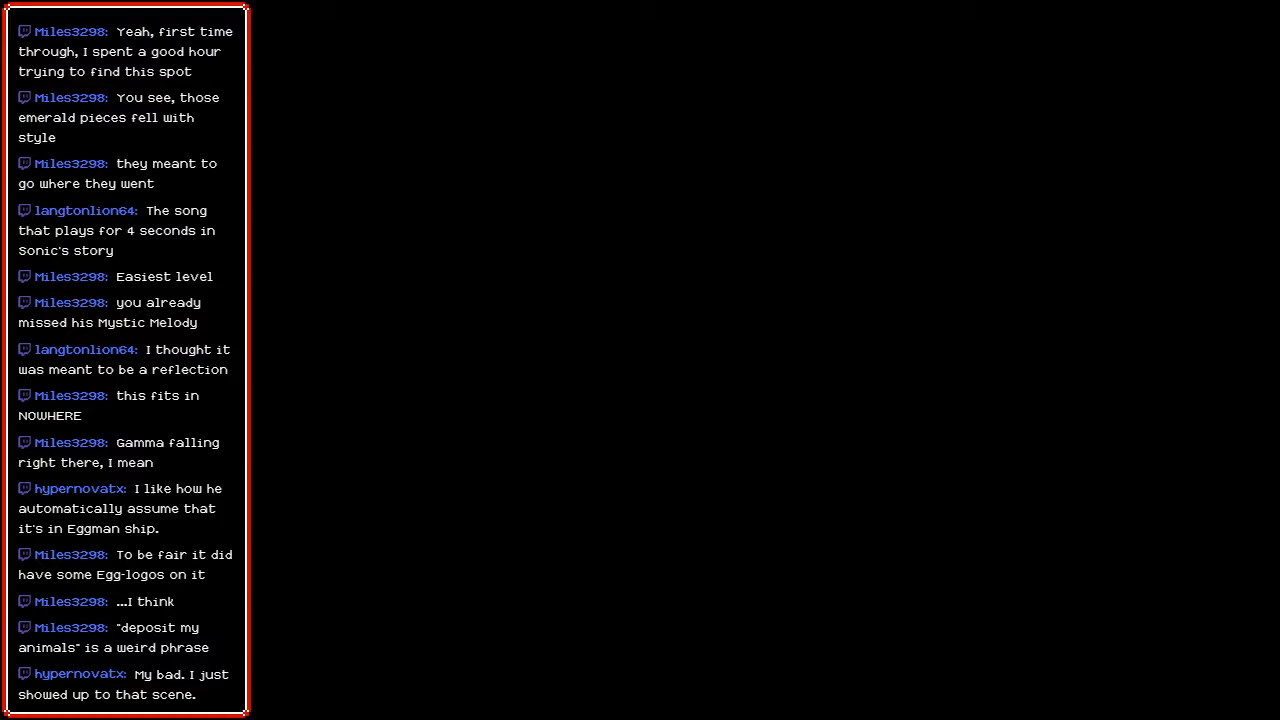 Miles3298: Yeah, first time
through, I spent a good hour
trying to find this spot
Miles3298: You see, those
emerald pieces fell with
style
Miles3298: they meant to
go where they went
langtonlion64: The song
that plays for 4 seconds in
Sonic's story
Miles3298: Easiest level
Miles3298: you already
missed his Mystic Melody
langtonlion64: I thought it
was meant to be a reflection
Miles3298: this fits in
NOWHERE
Miles3298: Gamma falling
right there, I mean
hypernovatx: I like how he
automatically assume that
it's in Eggman ship.
Miles3298: To be fair it did
have some Egg-logos on it
Miles3298: ...I think
Miles3298: "deposit my
animals" is a weird phrase
hypernovatx: My bad. I just
showed up to that scene.